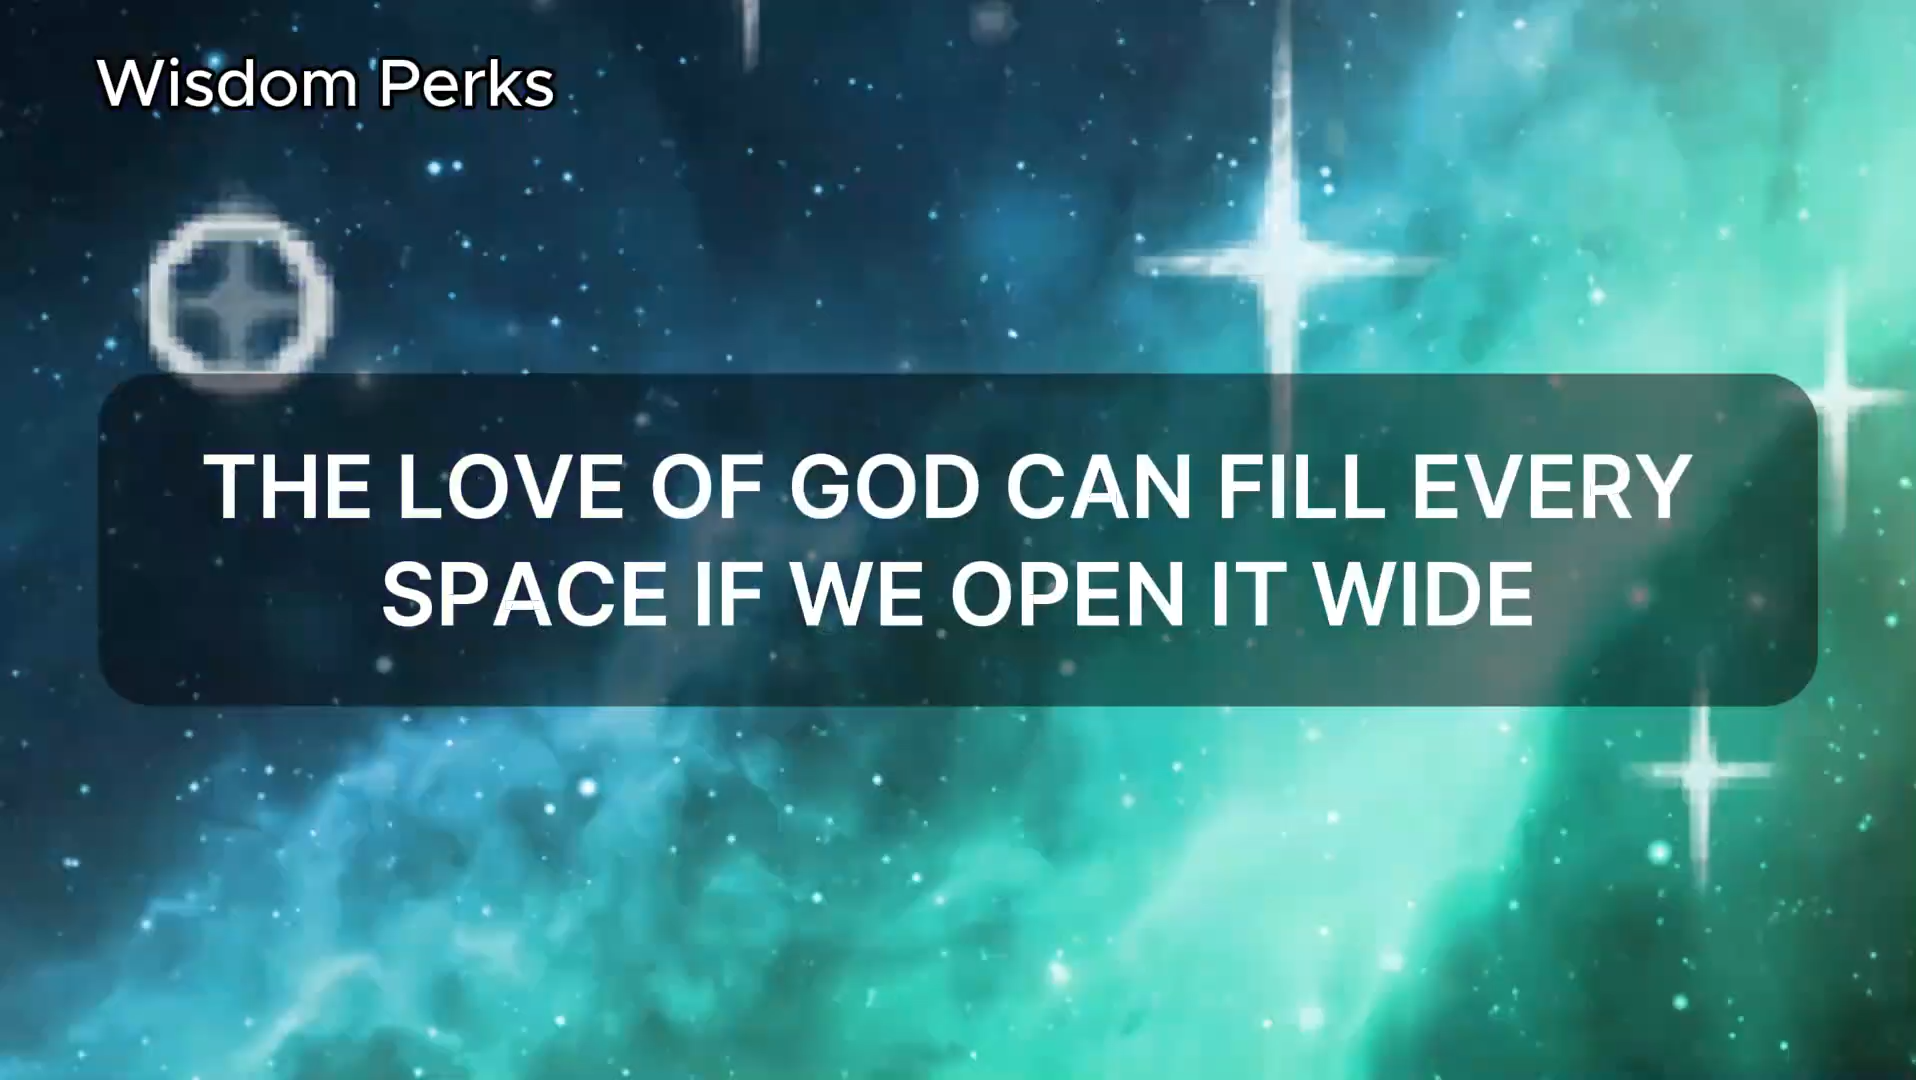 Wisdom Perks
THE LOVE OF GOD CAN FILL EVERY
SPACE IF WE OPEN IT WIDE